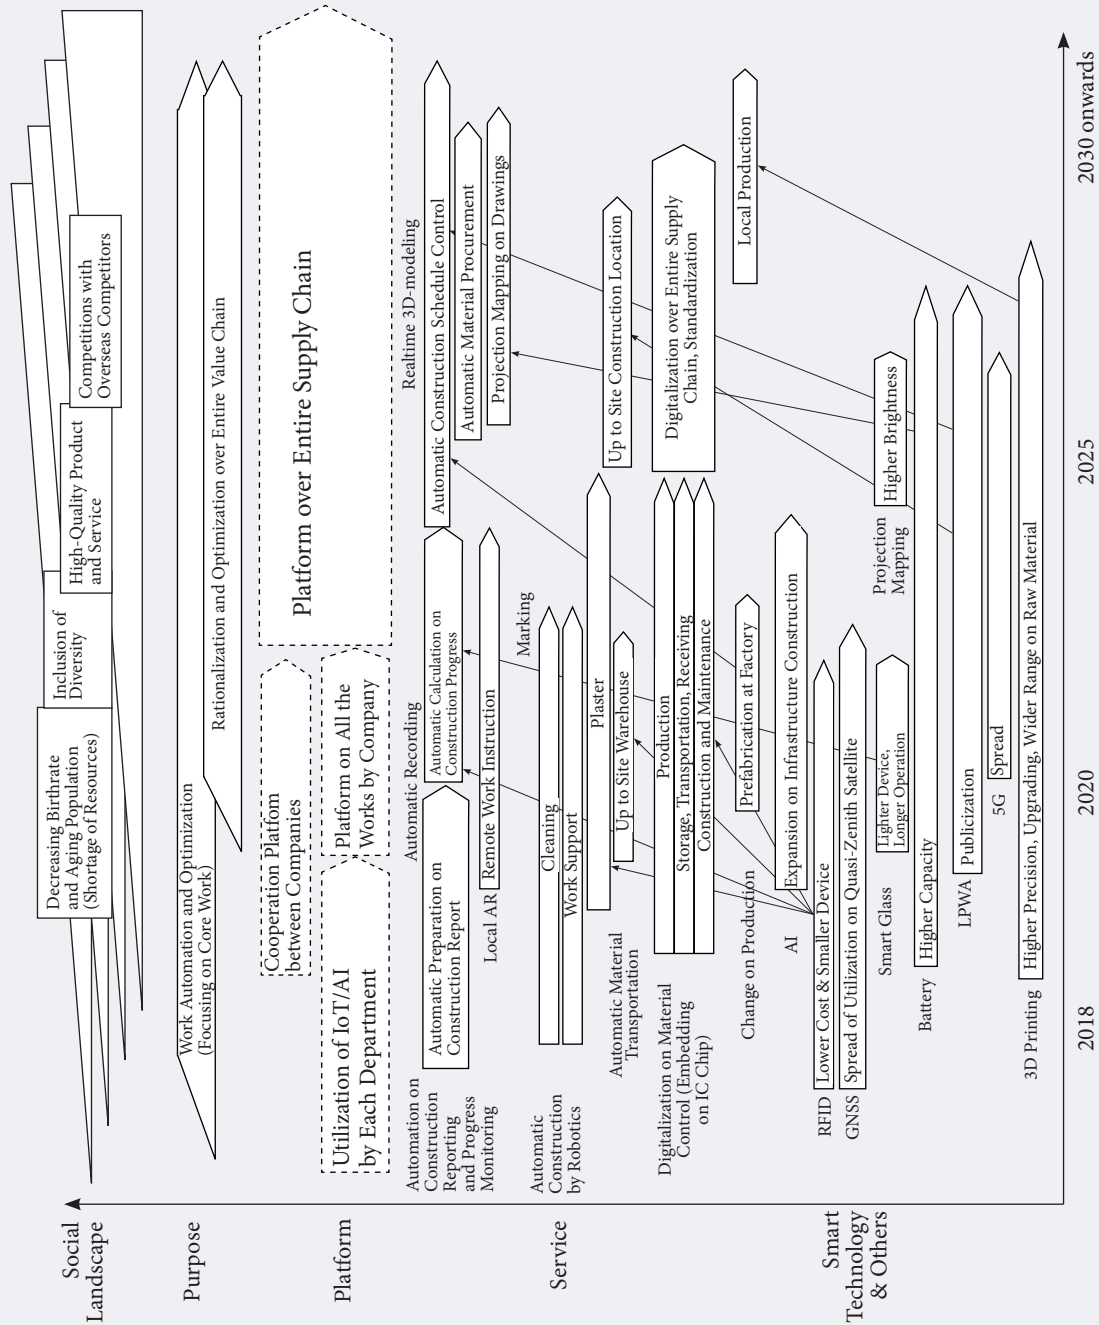 Social
Landscape
Decreasing Birthrate
and Aging Population
(Shortage of Resources)
Inclusion of
Diversity
High-Quality Product
and Service
Competitions with
Overseas Competitors
Purpose
Work Automation and Optimization
(Focusing on Core Work)
Rationalization and Optimization over Entire Value Chain
Platform
Cooperation Platfom
between Companies
Utilization of IoT/AI
by Each Department
Platform on All the
Works by Company
Platform over Entire Supply Chain
Service
Automation on
Construction
Reporting
and Progress
Monitoring
Automatic Preparation on
Construction Report
Automatic Recording
Automatic Calculation on
Construction Progress
Realtime 3D-modeling
Automatic Construction Schedule Control
Automatic Material Procurement
Local AR
Remote Work Instruction
Projection Mapping on Drawings
Automatic
Construction
by Robotics
Marking
Cleaning
Work Support
Plaster
Automatic Material
Transportation
Up to Site Warehouse
Up to Site Construction Location
Digitalization on Material
Control (Embedding
on IC Chip)
Production
Storage, Transportation, Receiving
Construction and Maintenance
Digitalization over Entire Supply
Chain, Standardization
Change on Production
Prefabrication at Factory
Local Production
Smart
Technology
& Others
AI
Expansion on Infrastructure Construction
RFID
Lower Cost & Smaller Device
GNSS
Spread of Utilization on Quasi-Zenith Satellite
Smart Glass
Lighter Device,
Longer Operation
Projection
Mapping
Higher Brightness
Battery
Higher Capacity
LPWA
Publicization
5G
Spread
3D Printing
Higher Precision, Upgrading, Wider Range on Raw Material
2018
2020
2025
2030 onwards